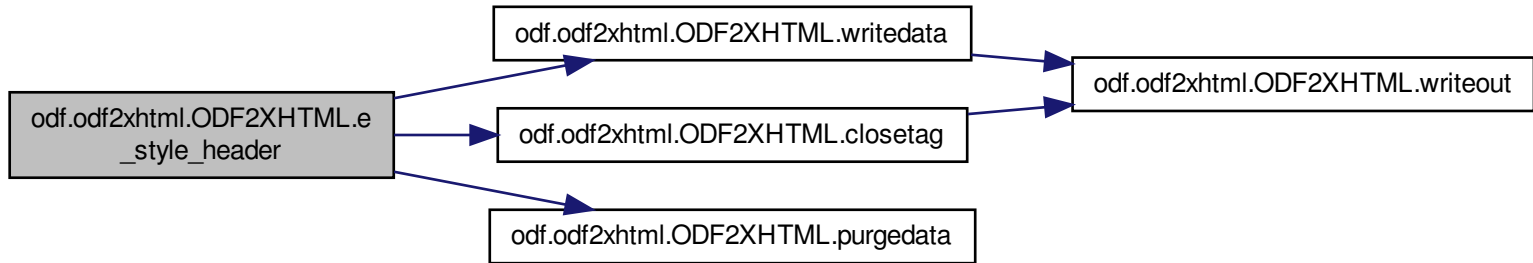 odf.odf2xhtml.ODF2XHTML.e
_style_header
odf.odf2xhtml.ODF2XHTML.writedata
odf.odf2xhtml.ODF2XHTML.closetag
odf.odf2xhtml.ODF2XHTML.purgedata
odf.odf2xhtml.ODF2XHTML.writeout